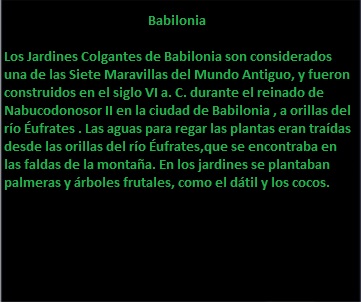 Babilonia
Los Jardines Colgantes de Babilonia son considerados
una de las Siete Maravillas del Mundo Antiguo, y fueron
construidos en el siglo VI a. C. durante el reinado de
Nabucodonosor II en la ciudad de Babilonia , a orillas del
río Éufrates . Las aguas para regar las plantas eran traídas
desde las orillas del río Éufrates,que se encontraba en
las faldas de la montaña. En los jardines se plantaban
palmeras y árboles frutales, como el dátil y los cocos.